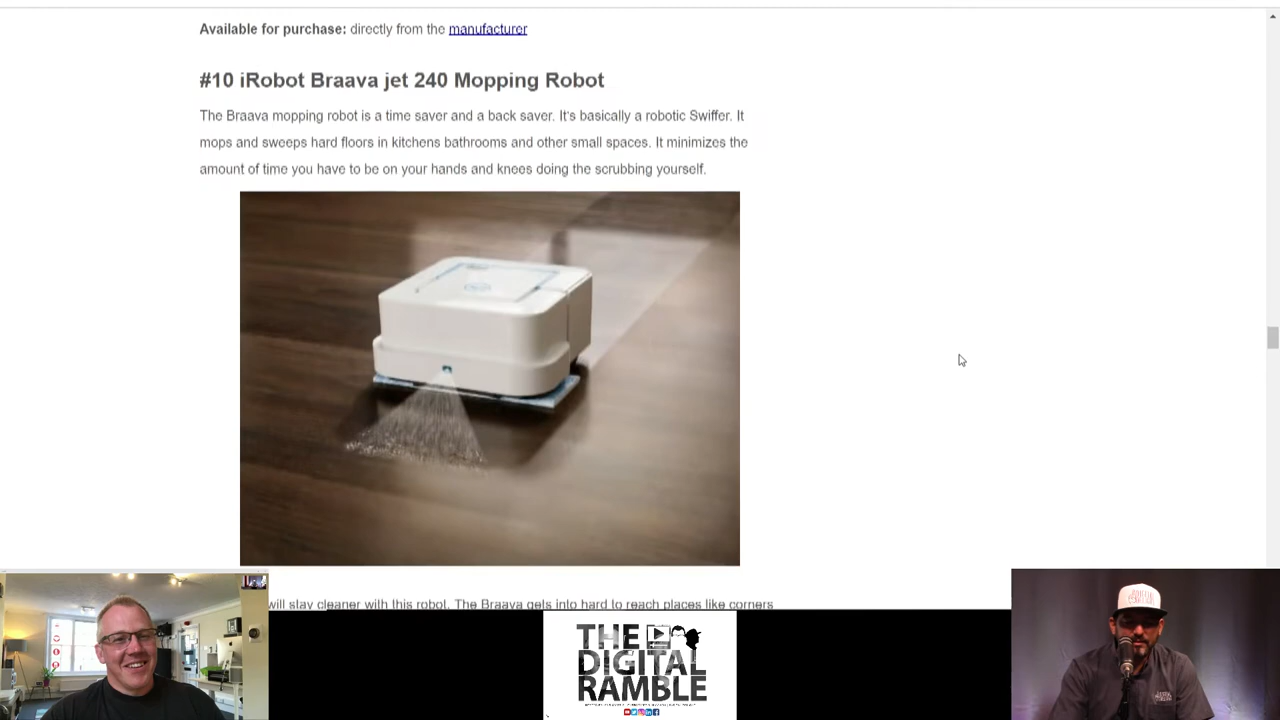 Available for purchase: directly from the manufacturer
#10 iRobot Braava jet 240 Mopping Robot
The Braava mopping robot is a time saver and a back saver. It's basically a robotic Swiffer. It
mops and sweeps hard floors in kitchens bathrooms and other small spaces. It minimizes the
amount of time you have to be on your hands and knees doing the scrubbing yourself.
will stay cleaner with this robot. The Braava gets into hard to reach places like corners
THE
DIGITAL
RAMBLE